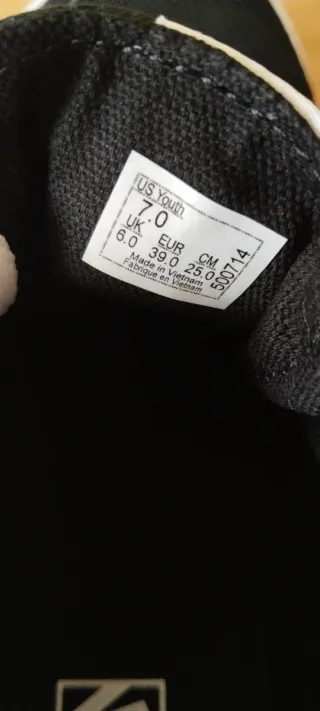 US Youth
7.0
UK EUR CM
6.0 39.0 25.0
Made in Vietnam
Fabriqué en Vietnam
500714